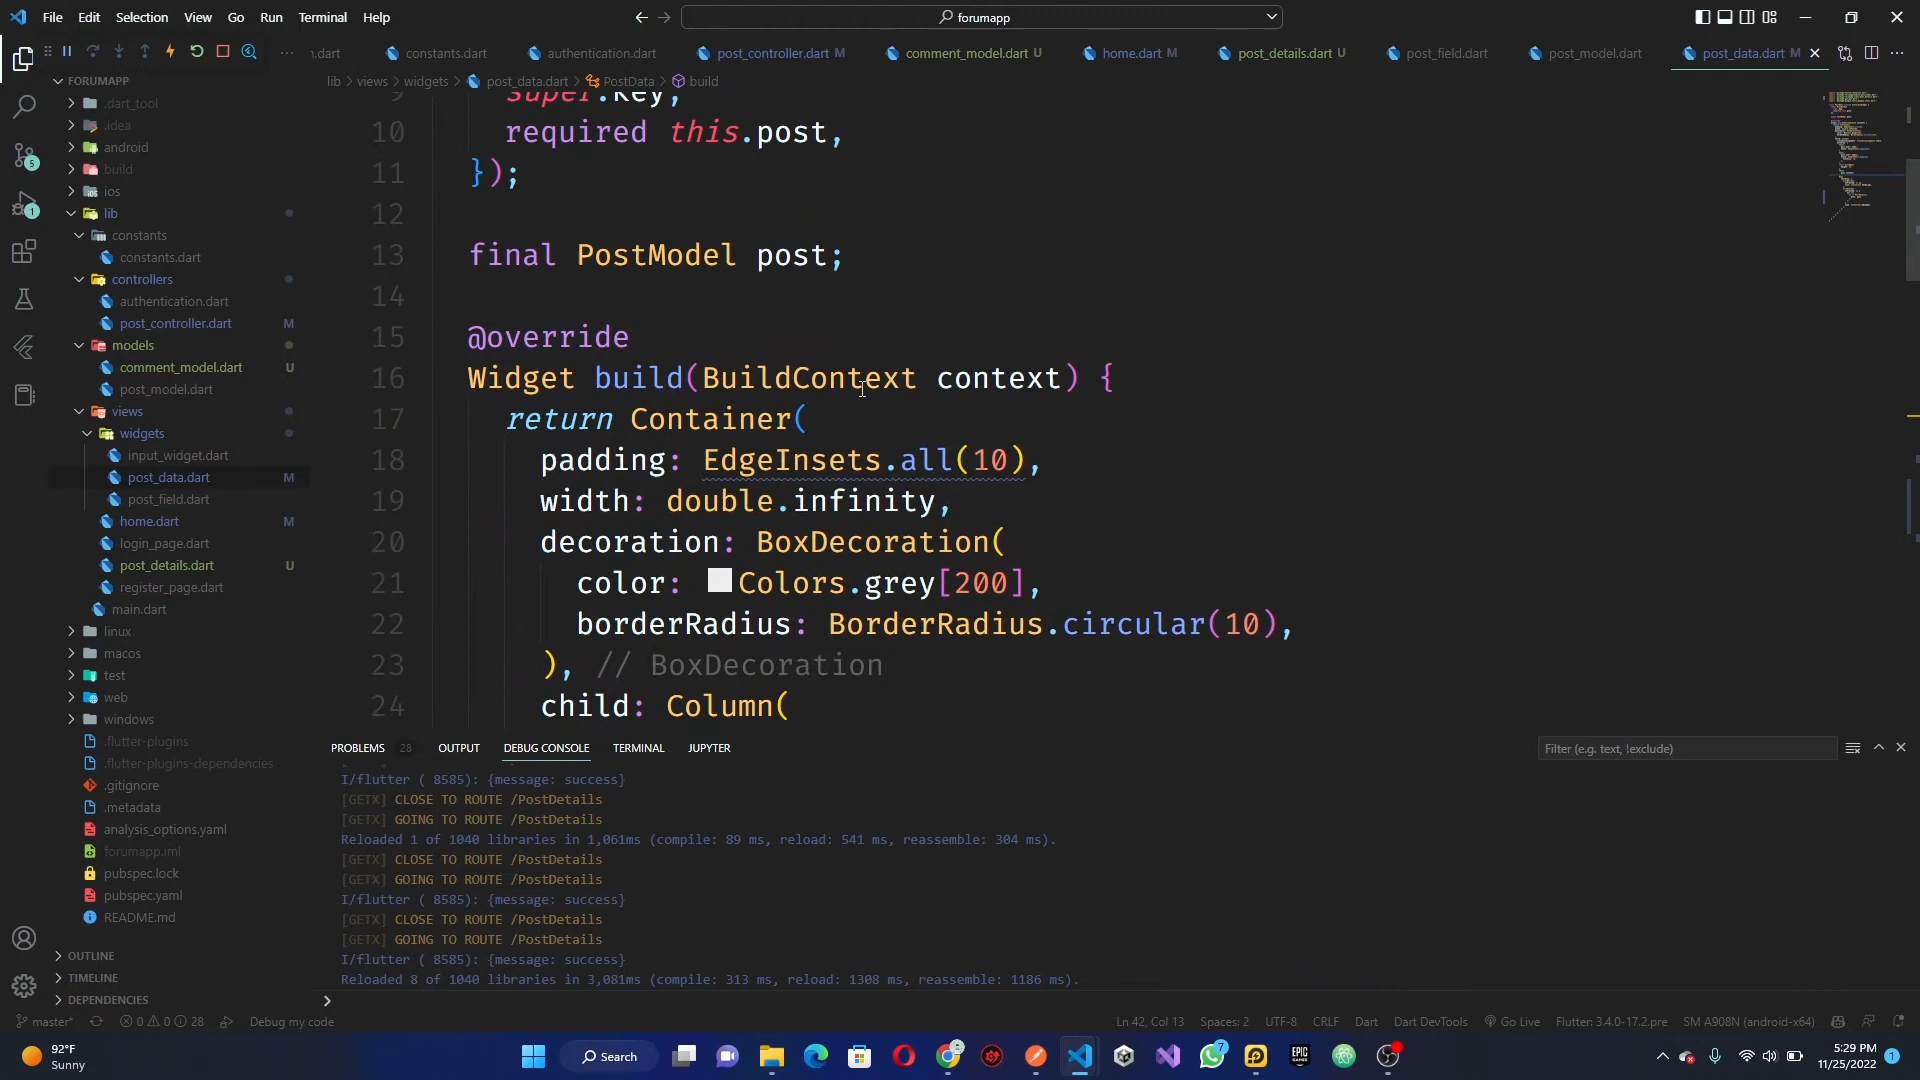 File Edit Selection View Go Run Terminal Help
forumapp
n.dart constants.dart authentication.dart post_controller.dart M comment_model.dart U home.dart M post_details.dart U post_field.dart post_model.dart post_data.dart M
FORUMAPP
lib > views > widgets > post_data.dart > PostData > build
.dart_tool
.idea
android
build
ios
lib
constants
constants.dart
controllers
authentication.dart
post_controller.dart M
models
comment_model.dart U
post_model.dart
views
widgets
input_widget.dart
post_data.dart M
post_field.dart
home.dart M
login_page.dart
post_details.dart U
register_page.dart
main.dart
linux
macos
test
web
windows
.flutter-plugins
.flutter-plugins-dependencies
.gitignore
.metadata
analysis_options.yaml
forumapp.iml
pubspec.lock
pubspec.yaml
README.md
OUTLINE
TIMELINE
DEPENDENCIES
5
1
9 super.key,
10 required this.post,
11 });
12
13 final PostModel post;
14
15 @override
16 Widget build(BuildContext context) {
17 return Container(
18 padding: EdgeInsets.all(10),
19 width: double.infinity,
20 decoration: BoxDecoration(
21 color: Colors.grey[200],
22 borderRadius: BorderRadius.circular(10),
23 ), // BoxDecoration
24 child: Column(
PROBLEMS 28 OUTPUT DEBUG CONSOLE TERMINAL JUPYTER
Filter (e.g. text, !exclude)
I/flutter ( 8585): {message: success}
[GETX] CLOSE TO ROUTE /PostDetails
[GETX] GOING TO ROUTE /PostDetails
Reloaded 1 of 1040 libraries in 1,061ms (compile: 89 ms, reload: 541 ms, reassemble: 304 ms).
[GETX] CLOSE TO ROUTE /PostDetails
[GETX] GOING TO ROUTE /PostDetails
I/flutter ( 8585): {message: success}
[GETX] CLOSE TO ROUTE /PostDetails
[GETX] GOING TO ROUTE /PostDetails
I/flutter ( 8585): {message: success}
Reloaded 8 of 1040 libraries in 3,081ms (compile: 313 ms, reload: 1308 ms, reassemble: 1186 ms).
master* 0 0 28 Debug my code Ln 42, Col 13 Spaces: 2 UTF-8 CRLF Dart Dart DevTools Go Live Flutter: 3.4.0-17.2.pre SM A908N (android-x64)
92°F
Sunny
Search
7
EPIC GAMES
5:29 PM
11/25/2022
1